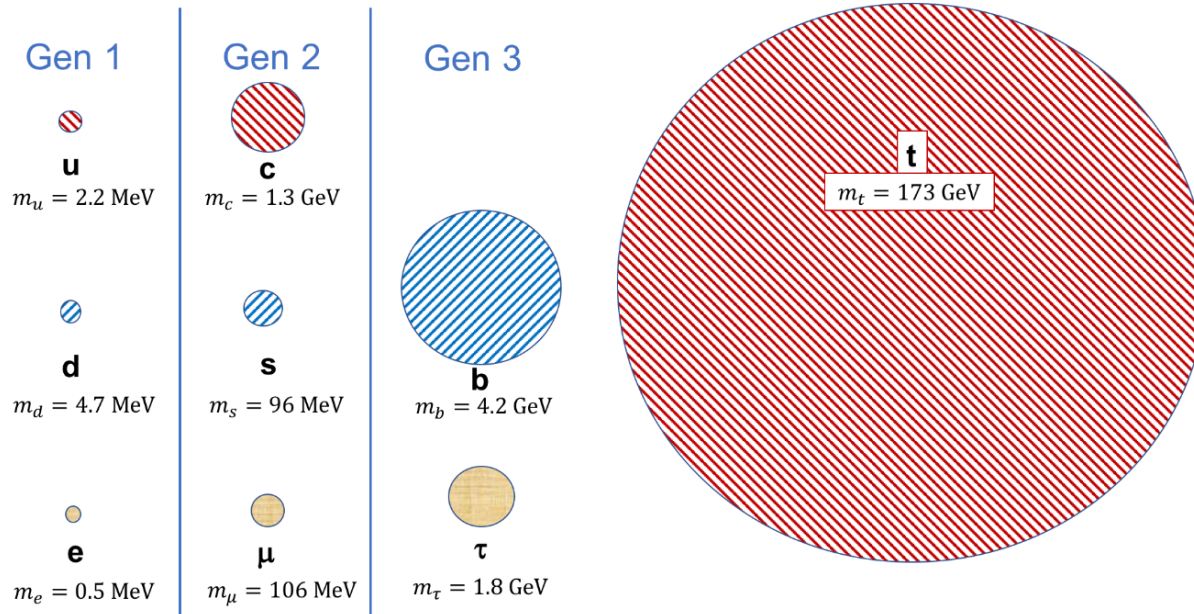 Gen 1
Gen 2
Gen 3
u
m_u = 2.2 MeV
c
m_c = 1.3 GeV
t
m_t = 173 GeV
d
m_d = 4.7 MeV
s
m_s = 96 MeV
b
m_b = 4.2 GeV
e
m_e = 0.5 MeV
μ
m_μ = 106 MeV
τ
m_τ = 1.8 GeV